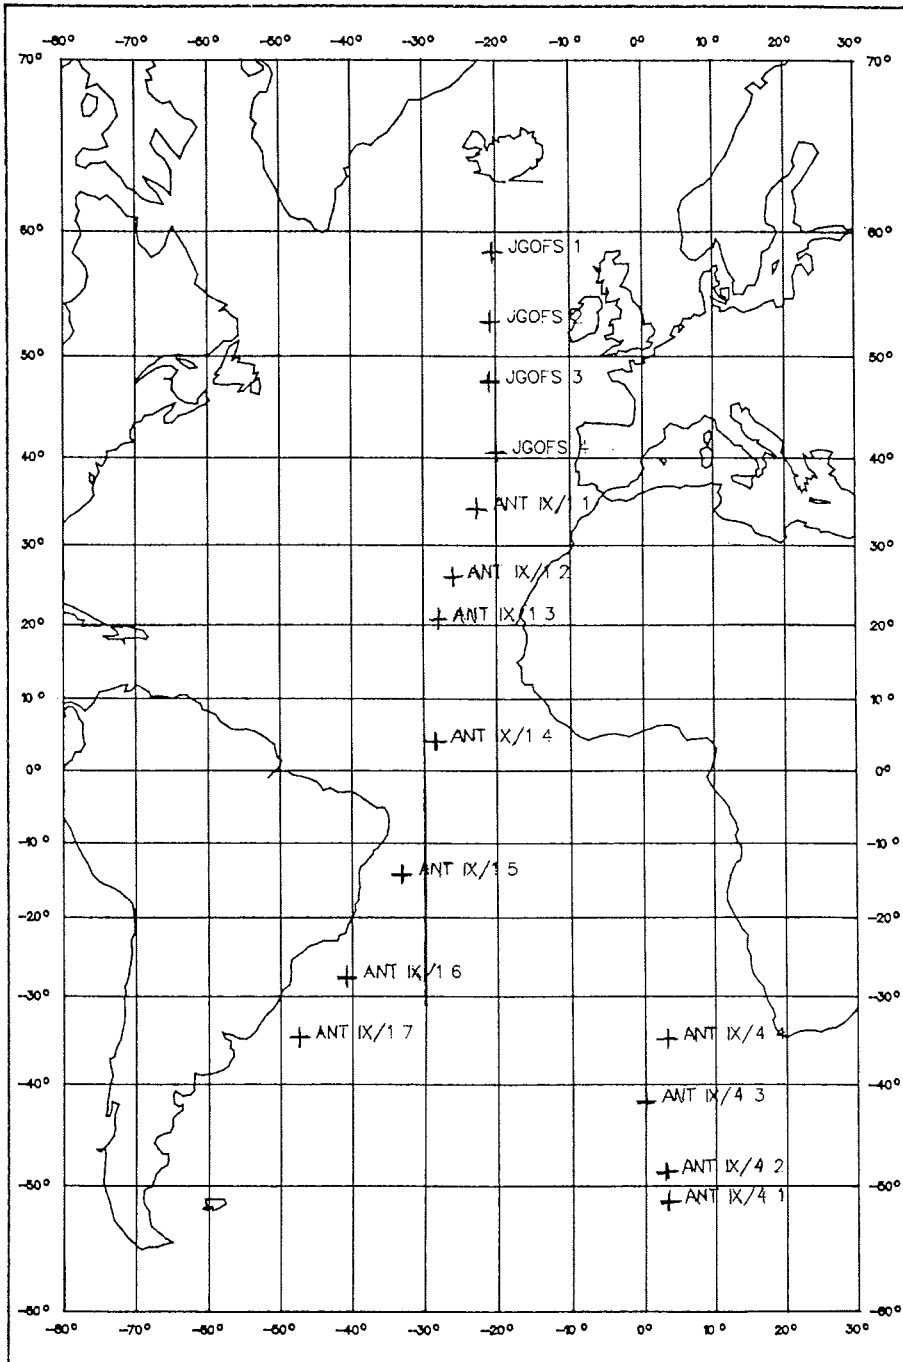 -80° -70° -60° -50° -40° -30° -20° -10° 0° 10° 20° 30°
70° 70°
60° 60°
JGOFS 1
JGOFS 2
50° 50°
JGOFS 3
JGOFS 4
40° 40°
ANT IX/1 1
30° 30°
ANT IX/1 2
ANT IX/1 3
20° 20°
10° 10°
ANT IX/1 4
0° 0°
-10° -10°
ANT IX/1 5
-20° -20°
ANT IX/1 6
-30° -30°
ANT IX/1 7 ANT IX/4 4
-40° -40°
ANT IX/4 3
ANT IX/4 2
-50° -50°
ANT IX/4 1
-60° -60°
-80° -70° -60° -50° -40° -30° -20° -10° 0° 10° 20° 30°